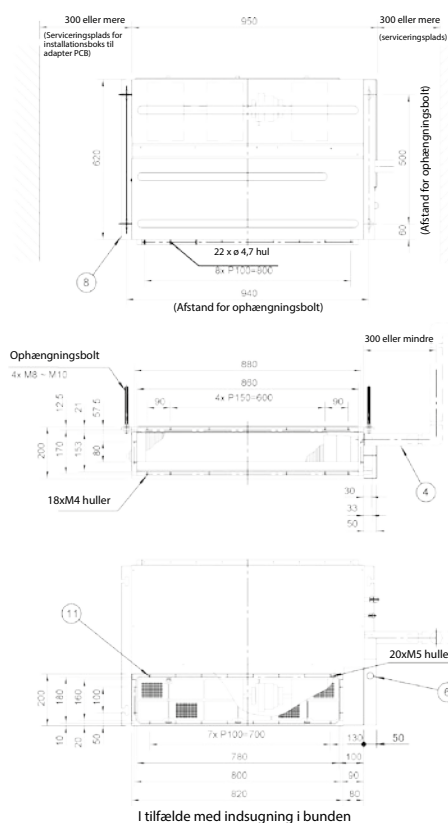 300 eller mere
950
300 eller mere
(Serviceringsplads for
installationsboks til
adapter PCB)
(serviceringsplads)
620
500
(Afstand for ophængningsbolt)
60
22 x ø 4,7 hul
8x P100=800
8
940
(Afstand for ophængningsbolt)
300 eller mindre
880
Ophængningsbolt
4x M8 ~ M10
860
12.5
21
57.5
90
4x P150=600
90
200
170
153
80
4
18xM4 huller
30
33
50
11
20xM5 huller
6
200
180
160
100
7x P100=700
130
50
10
20
50
780
100
800
90
820
80
I tilfælde med indsugning i bunden